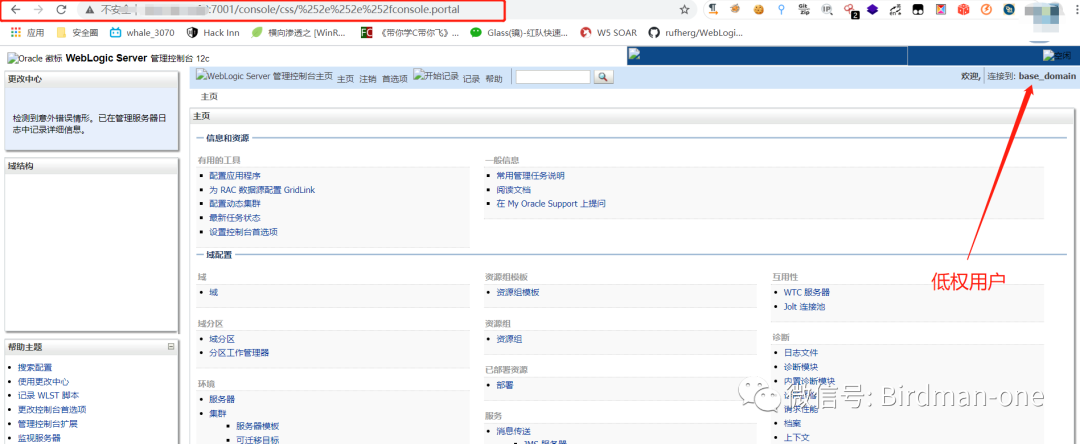 不安全
:7001/console/css/%252e%252e%252fconsole.portal
应用
安全圈
whale_3070
Hack Inn
横向渗透之 [WinR...
《带你学C带你飞》...
Glass(镜)-红队快速...
W5 SOAR
rufherg/WebLogi...
Oracle 徽标 WebLogic Server 管理控制台 12c
空闲
更改中心
检测到意外错误情形。已在管理服务器日
志中记录详细信息。
域结构
帮助主题
搜索配置
使用更改中心
记录 WLST 脚本
更改控制台首选项
管理控制台扩展
监视服务器
WebLogic Server 管理控制台主页 主页 注销 首选项 开始记录 记录 帮助
欢迎, 连接到: base_domain
主页
主页
信息和资源
有用的工具
配置应用程序
为 RAC 数据源配置 GridLink
配置动态集群
最新任务状态
设置控制台首选项
一般信息
常用管理任务说明
阅读文档
在 My Oracle Support 上提问
低权用户
域配置
域
域
域分区
域分区
分区工作管理器
环境
服务器
集群
服务器模板
可迁移目标
资源组模板
资源组模板
资源组
资源组
已部署资源
部署
服务
消息传送
JMS 服务器
互用性
WTC 服务器
Jolt 连接池
诊断
日志文件
诊断模块
内置诊断模块
请求性能
档案
上下文
微信号: Birdman-one